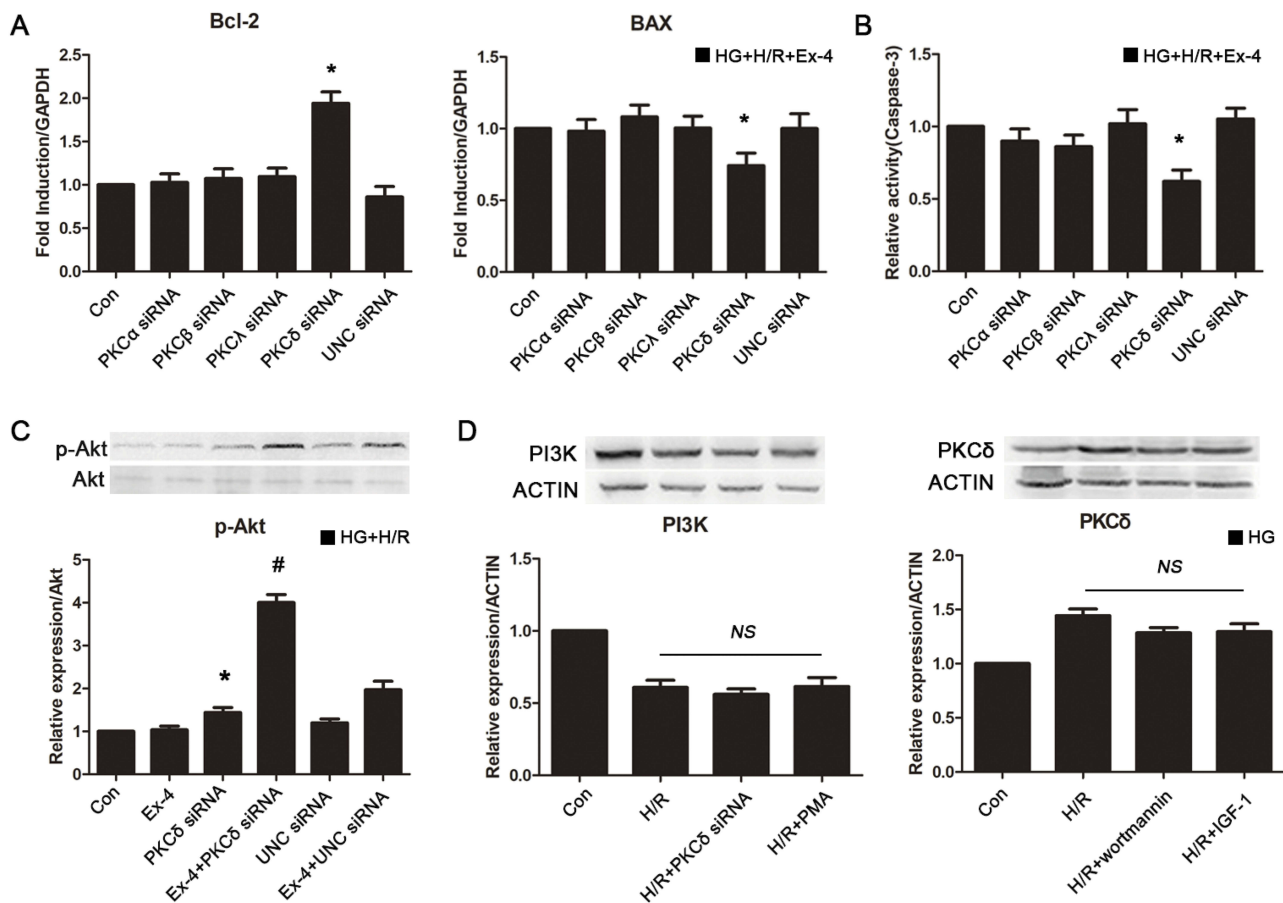 A
Bcl-2
Fold Induction/GAPDH
2.5
2.0
1.5
1.0
0.5
0.0
*
Con
PKCα siRNA
PKCβ siRNA
PKCλ siRNA
PKCδ siRNA
UNC siRNA
BAX
HG+H/R+Ex-4
Fold Induction/GAPDH
1.5
1.0
0.5
0.0
*
Con
PKCα siRNA
PKCβ siRNA
PKCλ siRNA
PKCδ siRNA
UNC siRNA
B
HG+H/R+Ex-4
Relative activity(Caspase-3)
1.5
1.0
0.5
0.0
*
Con
PKCα siRNA
PKCβ siRNA
PKCλ siRNA
PKCδ siRNA
UNC siRNA
C
p-Akt
Akt
p-Akt
HG+H/R
Relative expression/Akt
5
4
3
2
1
0
*
#
Con
Ex-4
PKCδ siRNA
Ex-4+PKCδ siRNA
UNC siRNA
Ex-4+UNC siRNA
D
PI3K
ACTIN
PI3K
Relative expression/ACTIN
1.5
1.0
0.5
0.0
NS
Con
H/R
H/R+PKCδ siRNA
H/R+PMA
PKCδ
ACTIN
PKCδ
HG
Relative expression/ACTIN
2.0
1.5
1.0
0.5
0.0
NS
Con
H/R
H/R+wortmannin
H/R+IGF-1